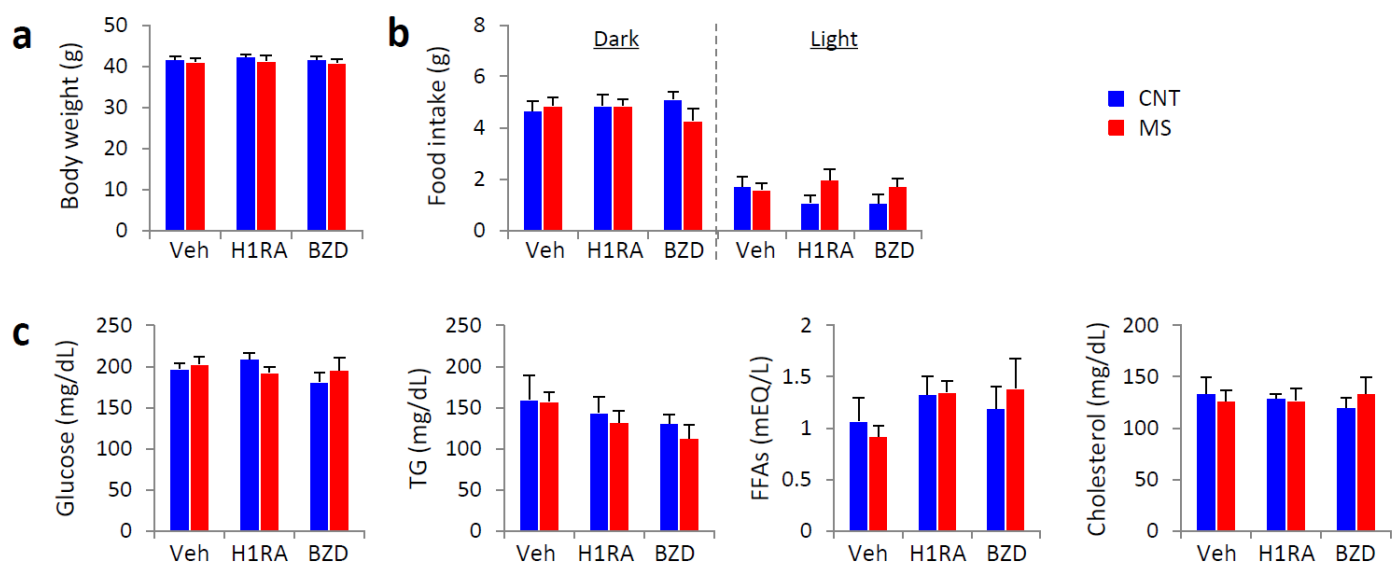 a
Body weight (g)
50
40
30
20
10
0
Veh H1RA BZD
b
Food intake (g)
8
6
4
2
0
Dark Light
Veh H1RA BZD Veh H1RA BZD
CNT
MS
c
Glucose (mg/dL)
250
200
150
100
50
0
Veh H1RA BZD
TG (mg/dL)
250
200
150
100
50
0
Veh H1RA BZD
FFAs (mEQ/L)
2
1.5
1
0.5
0
Veh H1RA BZD
Cholesterol (mg/dL)
200
150
100
50
0
Veh H1RA BZD